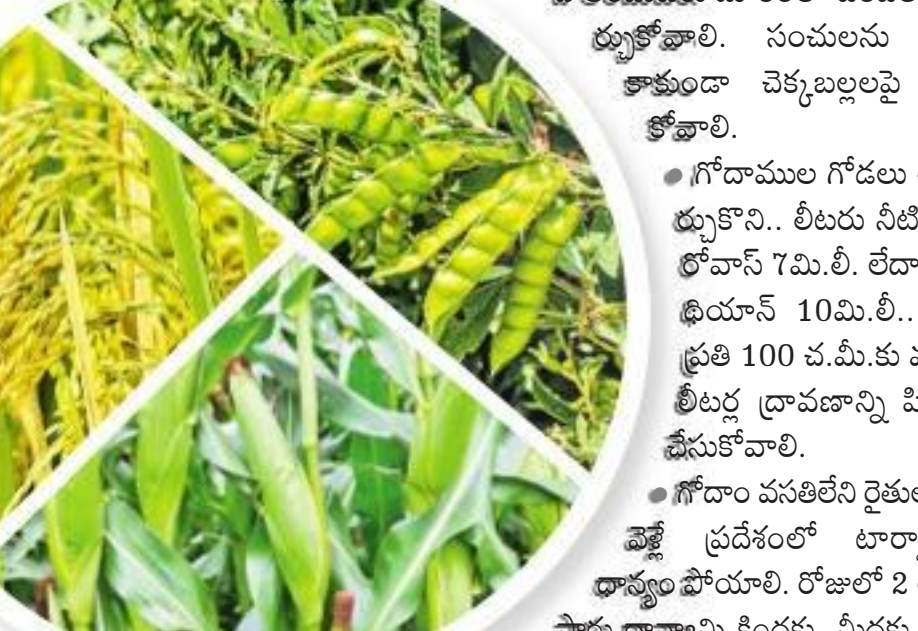 ర్చుకోవాలి. సంచులను
కాకుండా చెక్కబల్లలపై
కోవాలి.
● గోదాముల గోడలు
ర్చుకొని.. లీటరు నీటి
రోవాస్ 7మి.లీ. లేదా
థియాన్ 10మి.లీ..
ప్రతి 100 చ.మీ.కు
లీటర్ల ద్రావణాన్ని పి
చేసుకోవాలి.
● గోదాం వసతిలేని రైతుల
వెళ్లే ప్రదేశంలో టార్పా
ధాన్యం పోయాలి. రోజులో 2